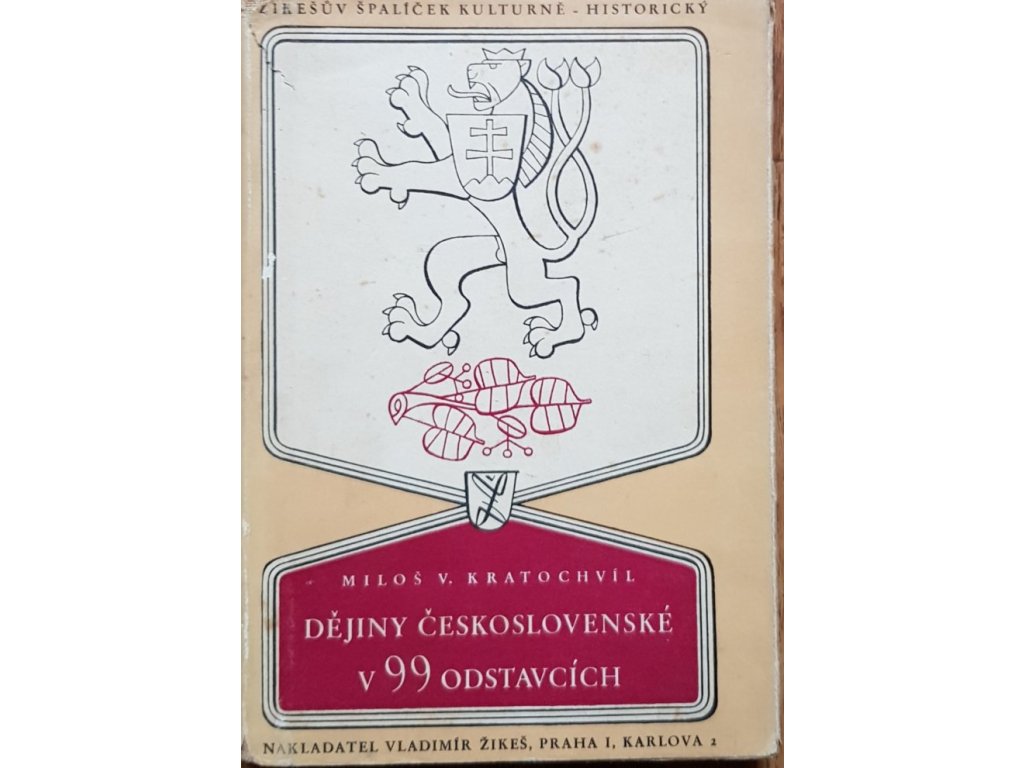 ŽIKEŠŮV ŠPALÍČEK KULTURNĚ - HISTORICKÝ
MILOŠ V. KRATOCHVÍL
DĚJINY ČESKOSLOVENSKÉ
V 99 ODSTAVCÍCH
NAKLADATEL VLADIMÍR ŽIKEŠ, PRAHA I, KARLOVA 2